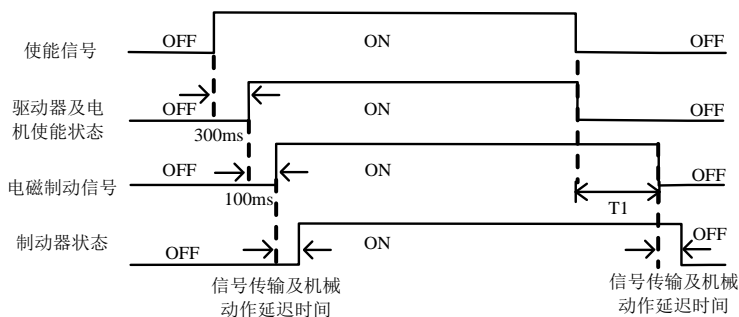 使能信号 OFF ON OFF
驱动器及电
机使能状态 OFF ON OFF
300ms
电磁制动信号 OFF ON OFF
100ms
T1
制动器状态 OFF ON OFF
信号传输及机械
动作延迟时间
信号传输及机械
动作延迟时间